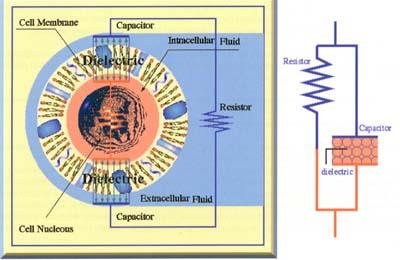 Cell Membrane
Capacitor
Intracellular Fluid
Dielectric
Resistor
Dielectric
Extracellular Fluid
Capacitor
Cell Nucleous
Resistor
Capacitor
dielectric